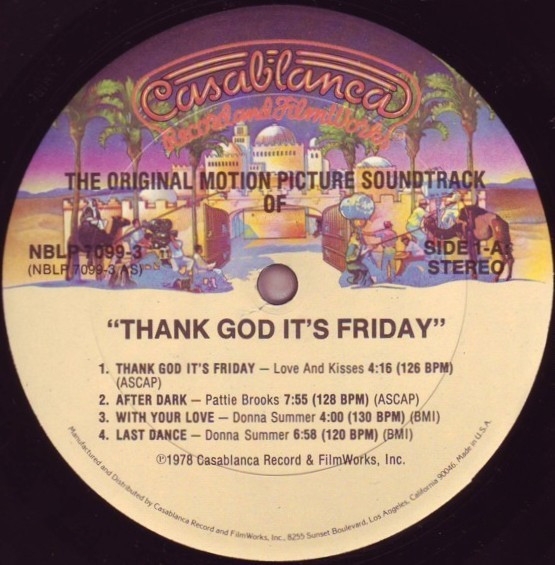 Casablanca
Record and FilmWorks
THE ORIGINAL MOTION PICTURE SOUNDTRACK
OF
NBLP 7099-3
(NBLP 7099-3 AS)
SIDE 1-AS
STEREO
“THANK GOD IT'S FRIDAY”
1. THANK GOD IT'S FRIDAY — Love And Kisses 4:16 (126 BPM)
(ASCAP)
2. AFTER DARK — Pattie Brooks 7:55 (128 BPM) (ASCAP)
3. WITH YOUR LOVE — Donna Summer 4:00 (130 BPM) (BMI)
4. LAST DANCE — Donna Summer 6:58 (120 BPM) (BMI)
℗1978 Casablanca Record & FilmWorks, Inc.
Manufactured and Distributed by Casablanca Record and FilmWorks, Inc., 8255 Sunset Boulevard, Los Angeles, California 90046. Made in U.S.A.